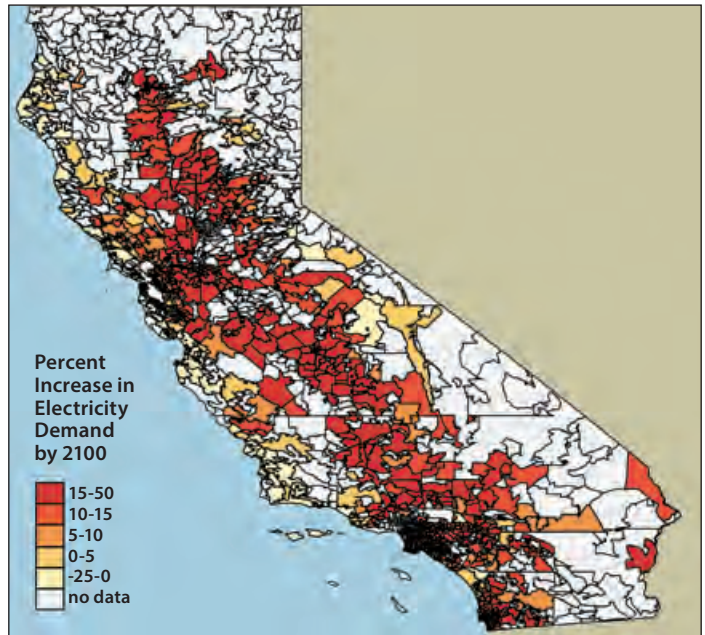 Percent
Increase in
Electricity
Demand
by 2100
15-50
10-15
5-10
0-5
-25-0
no data